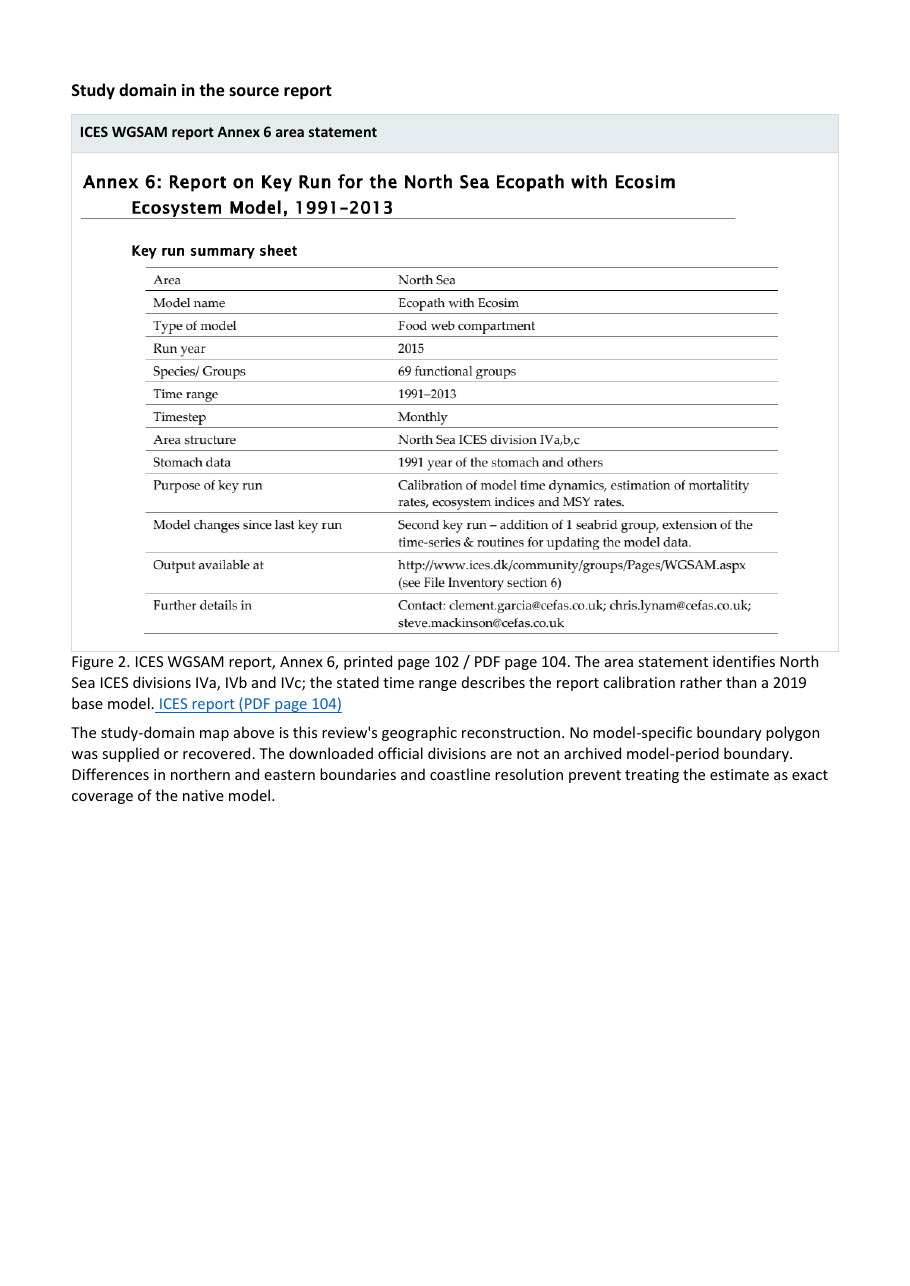 Study domain in the source report
ICES WGSAM report Annex 6 area statement
Annex 6: Report on Key Run for the North Sea Ecopath with Ecosim
Ecosystem Model, 1991–2013
Key run summary sheet
Area North Sea
Model name Ecopath with Ecosim
Type of model Food web compartment
Run year 2015
Species/ Groups 69 functional groups
Time range 1991–2013
Timestep Monthly
Area structure North Sea ICES division IVa,b,c
Stomach data 1991 year of the stomach and others
Purpose of key run Calibration of model time dynamics, estimation of mortalitity
rates, ecosystem indices and MSY rates.
Model changes since last key run Second key run – addition of 1 seabrid group, extension of the
time-series & routines for updating the model data.
Output available at http://www.ices.dk/community/groups/Pages/WGSAM.aspx
(see File Inventory section 6)
Further details in Contact: clement.garcia@cefas.co.uk; chris.lynam@cefas.co.uk;
steve.mackinson@cefas.co.uk
Figure 2. ICES WGSAM report, Annex 6, printed page 102 / PDF page 104. The area statement identifies North
Sea ICES divisions IVa, IVb and IVc; the stated time range describes the report calibration rather than a 2019
base model. ICES report (PDF page 104)
The study-domain map above is this review's geographic reconstruction. No model-specific boundary polygon
was supplied or recovered. The downloaded official divisions are not an archived model-period boundary.
Differences in northern and eastern boundaries and coastline resolution prevent treating the estimate as exact
coverage of the native model.